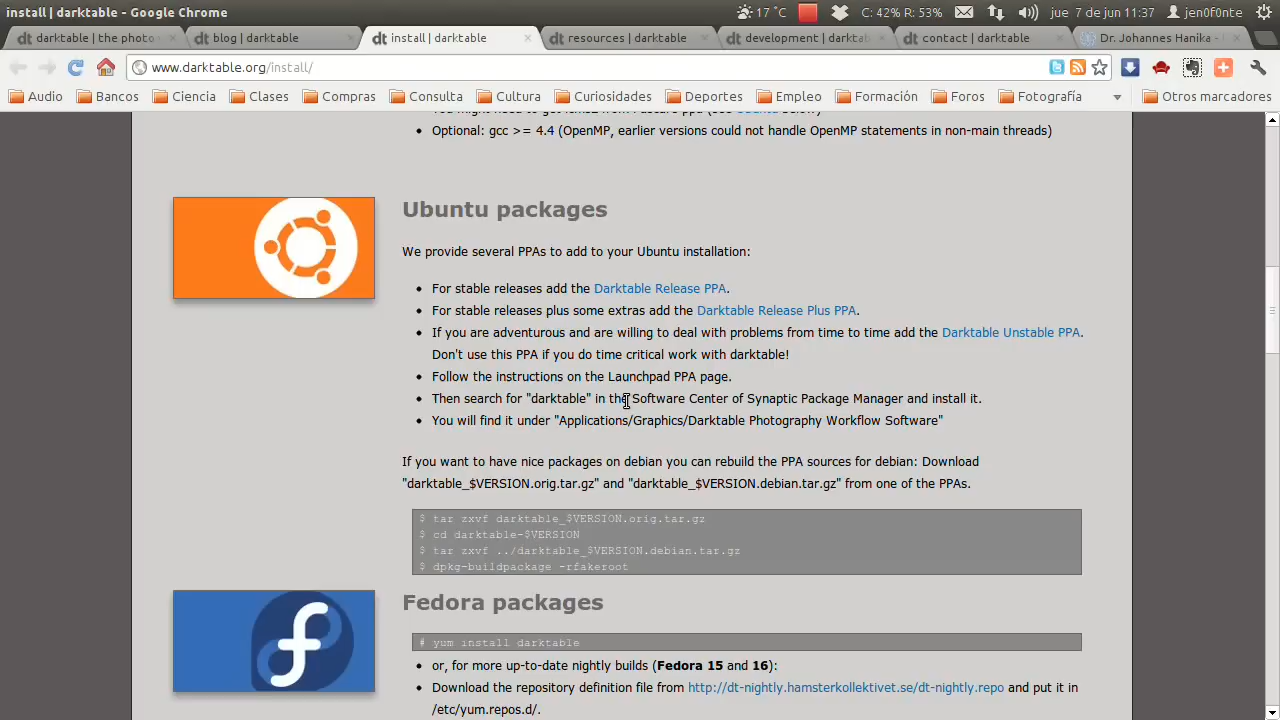 install | darktable - Google Chrome
17 °C
C: 42% R: 53%
jue 7 de jun 11:37
jen0f0nte
darktable | the photo
blog | darktable
install | darktable
resources | darktable
development | darktab
contact | darktable
Dr. Johannes Hanika -
www.darktable.org/install/
Audio
Bancos
Ciencia
Clases
Compras
Consulta
Cultura
Curiosidades
Deportes
Empleo
Formación
Foros
Fotografía
Otros marcadores
Optional: gcc >= 4.4 (OpenMP, earlier versions could not handle OpenMP statements in non-main threads)
Ubuntu packages
We provide several PPAs to add to your Ubuntu installation:
For stable releases add the Darktable Release PPA.
For stable releases plus some extras add the Darktable Release Plus PPA.
If you are adventurous and are willing to deal with problems from time to time add the Darktable Unstable PPA.
Don't use this PPA if you do time critical work with darktable!
Follow the instructions on the Launchpad PPA page.
Then search for "darktable" in the Software Center of Synaptic Package Manager and install it.
You will find it under "Applications/Graphics/Darktable Photography Workflow Software"
If you want to have nice packages on debian you can rebuild the PPA sources for debian: Download
"darktable_$VERSION.orig.tar.gz" and "darktable_$VERSION.debian.tar.gz" from one of the PPAs.
$ tar zxvf darktable_$VERSION.orig.tar.gz
$ cd darktable-$VERSION
$ tar zxvf ../darktable_$VERSION.debian.tar.gz
$ dpkg-buildpackage -rfakeroot
Fedora packages
# yum install darktable
or, for more up-to-date nightly builds (Fedora 15 and 16):
Download the repository definition file from http://dt-nightly.hamsterkollektivet.se/dt-nightly.repo and put it in
/etc/yum.repos.d/.